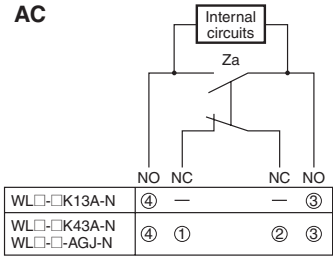 AC
Internal
circuits
Za
NO NC NC NO
WL□-□K13A-N ④ — — ③
WL□-□K43A-N
WL□-□-AGJ-N ④ ① ② ③